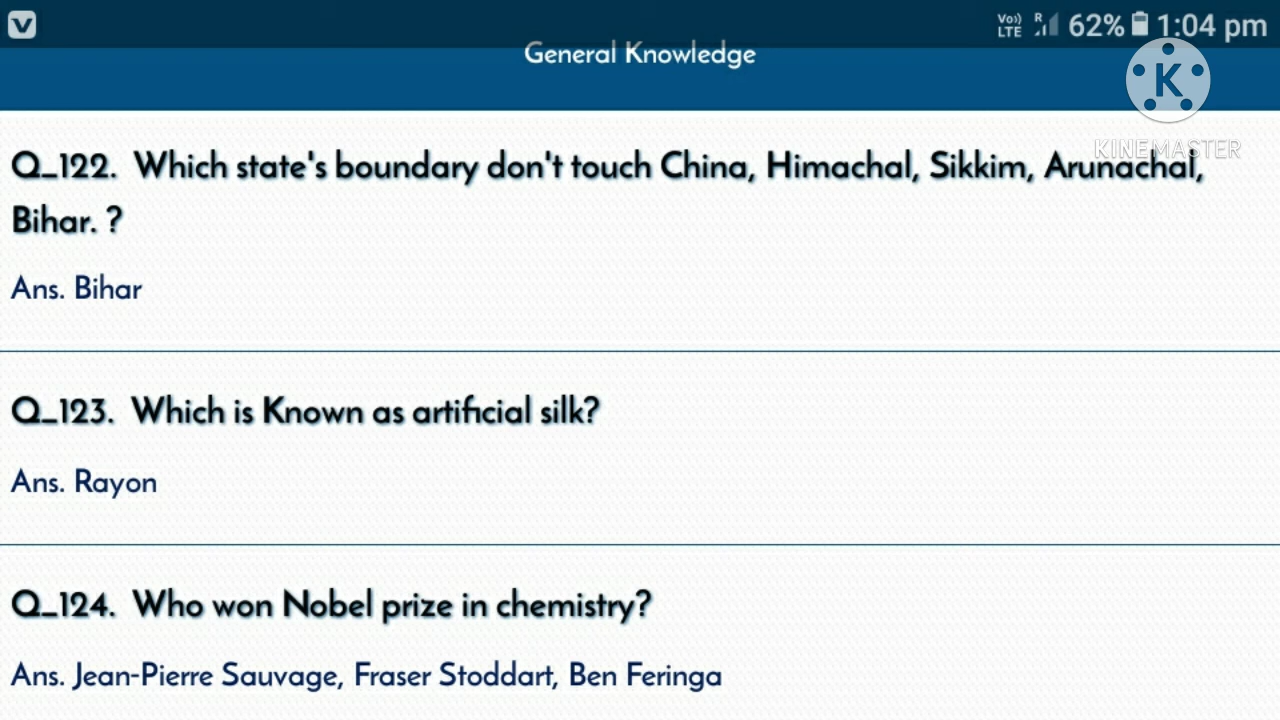 V
Vo)) LTE R 62% 1:04 pm
General Knowledge
K
KINEMASTER
Q_122. Which state's boundary don't touch China, Himachal, Sikkim, Arunachal,
Bihar. ?
Ans. Bihar
Q_123. Which is Known as artificial silk?
Ans. Rayon
Q_124. Who won Nobel prize in chemistry?
Ans. Jean-Pierre Sauvage, Fraser Stoddart, Ben Feringa